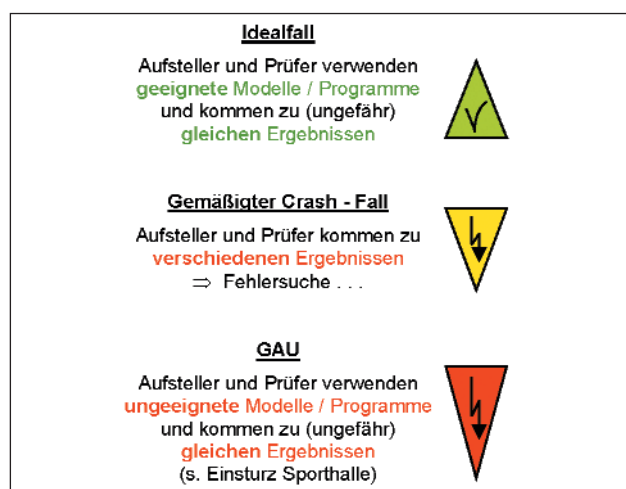 Idealfall
Aufsteller und Prüfer verwenden
geeignete Modelle / Programme
und kommen zu (ungefähr)
gleichen Ergebnissen
Gemäßigter Crash - Fall
Aufsteller und Prüfer kommen zu
verschiedenen Ergebnissen
⇒ Fehlersuche . . .
GAU
Aufsteller und Prüfer verwenden
ungeeignete Modelle / Programme
und kommen zu (ungefähr)
gleichen Ergebnissen
(s. Einsturz Sporthalle)